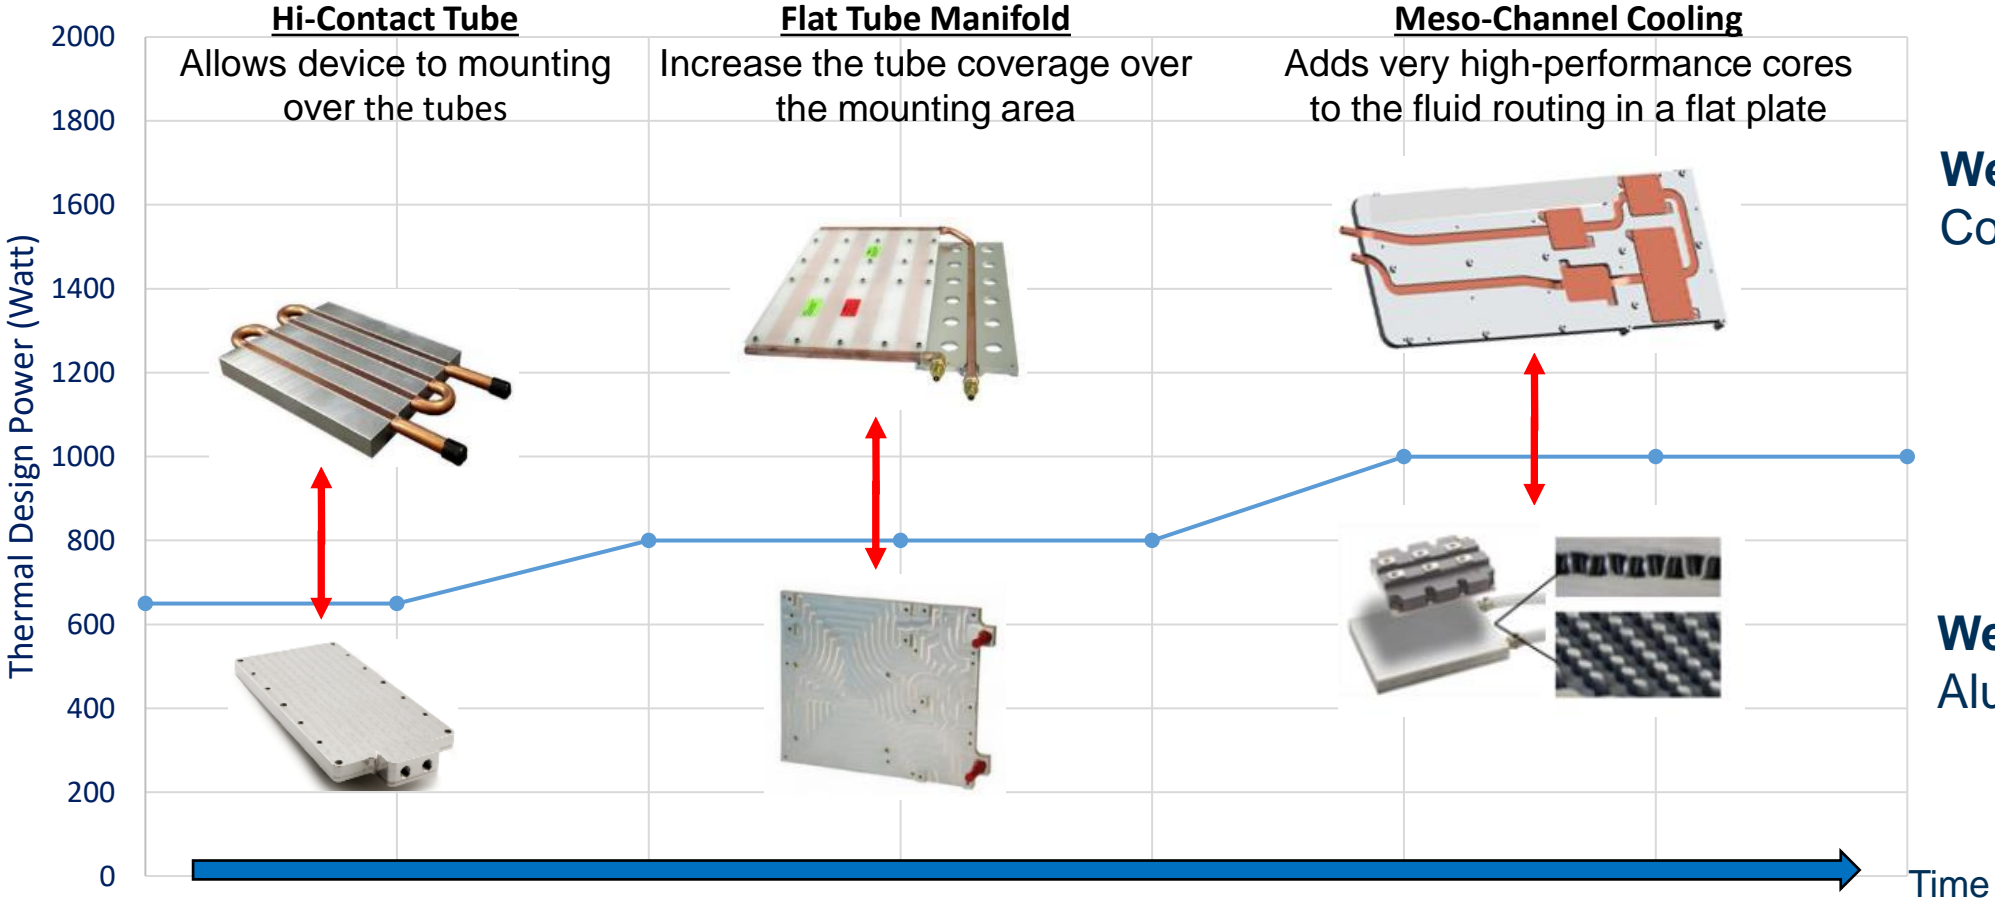 Hi-Contact Tube
Allows device to mounting
over the tubes
Flat Tube Manifold
Increase the tube coverage over
the mounting area
Meso-Channel Cooling
Adds very high-performance cores
to the fluid routing in a flat plate
Thermal Design Power (Watt)
2000
1800
1600
1400
1200
1000
800
600
400
200
0
Time